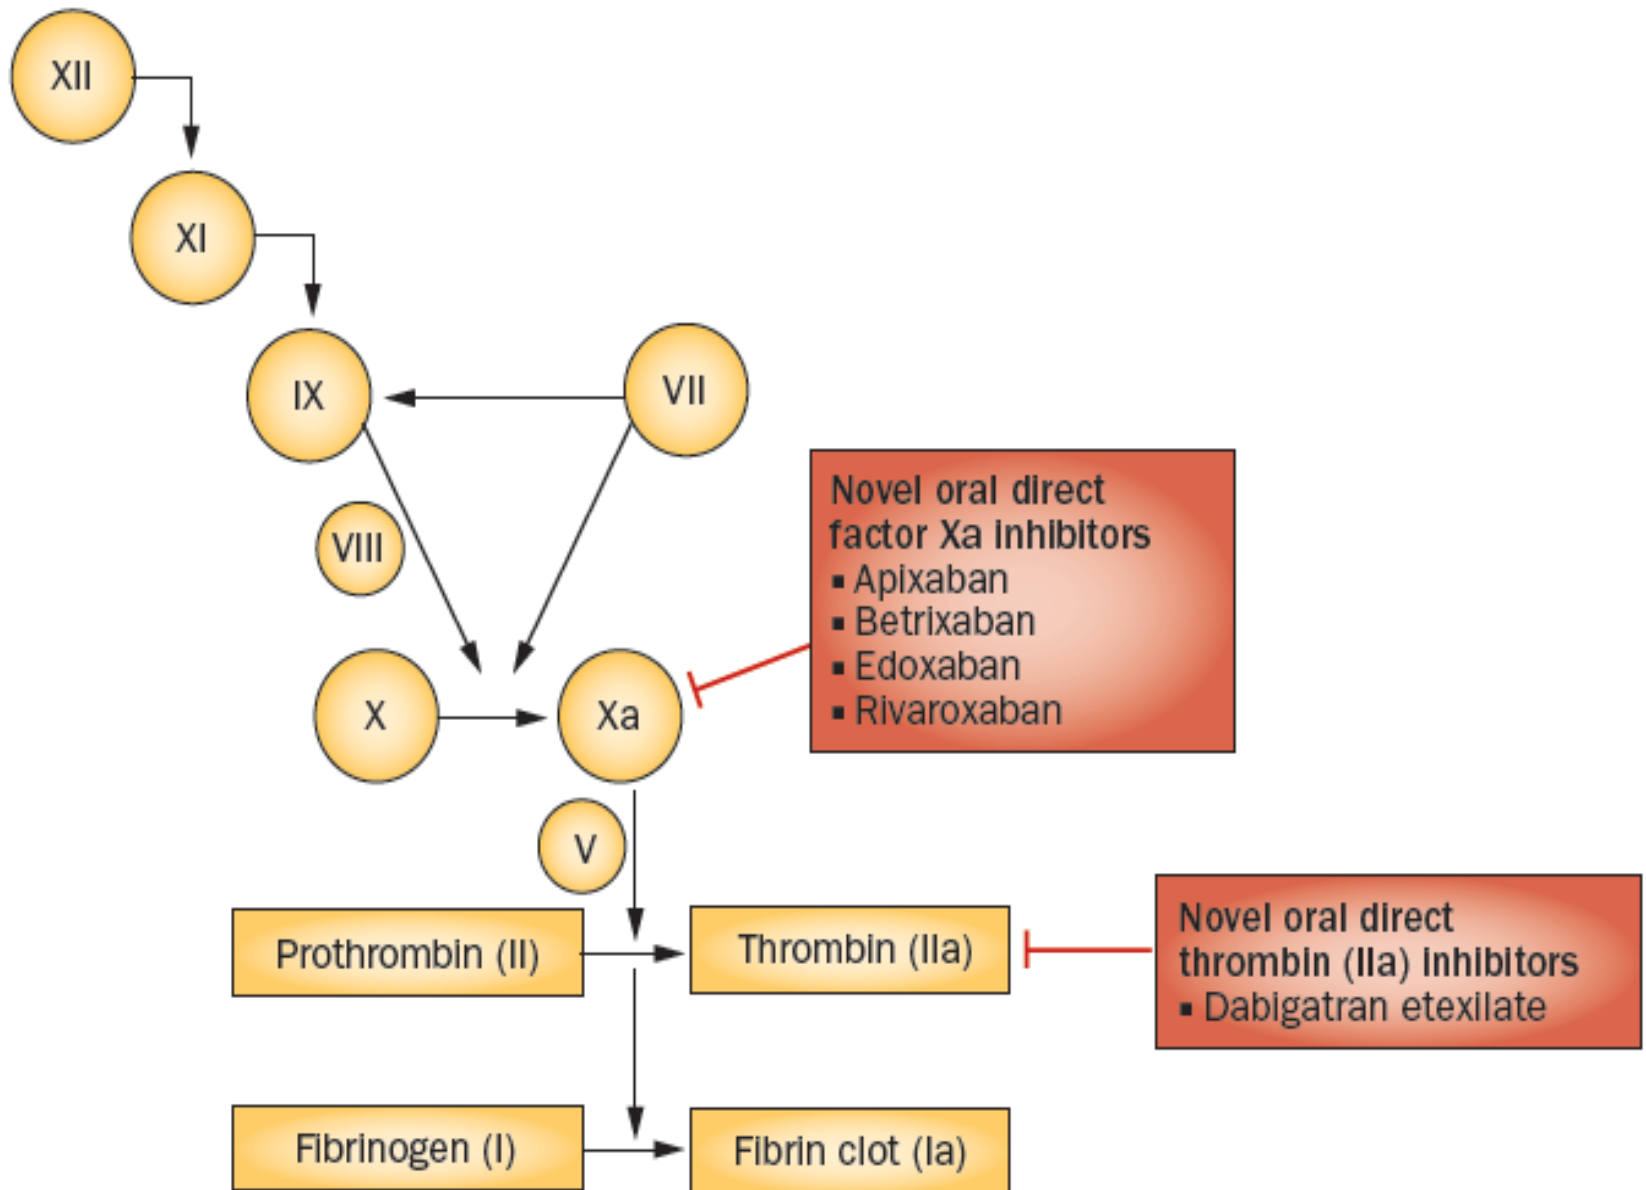 XII
XI
IX
VII
VIII
Novel oral direct
factor Xa inhibitors
▪ Apixaban
▪ Betrixaban
▪ Edoxaban
▪ Rivaroxaban
X
Xa
V
Prothrombin (II)
Thrombin (IIa)
Novel oral direct
thrombin (IIa) inhibitors
▪ Dabigatran etexilate
Fibrinogen (I)
Fibrin clot (Ia)